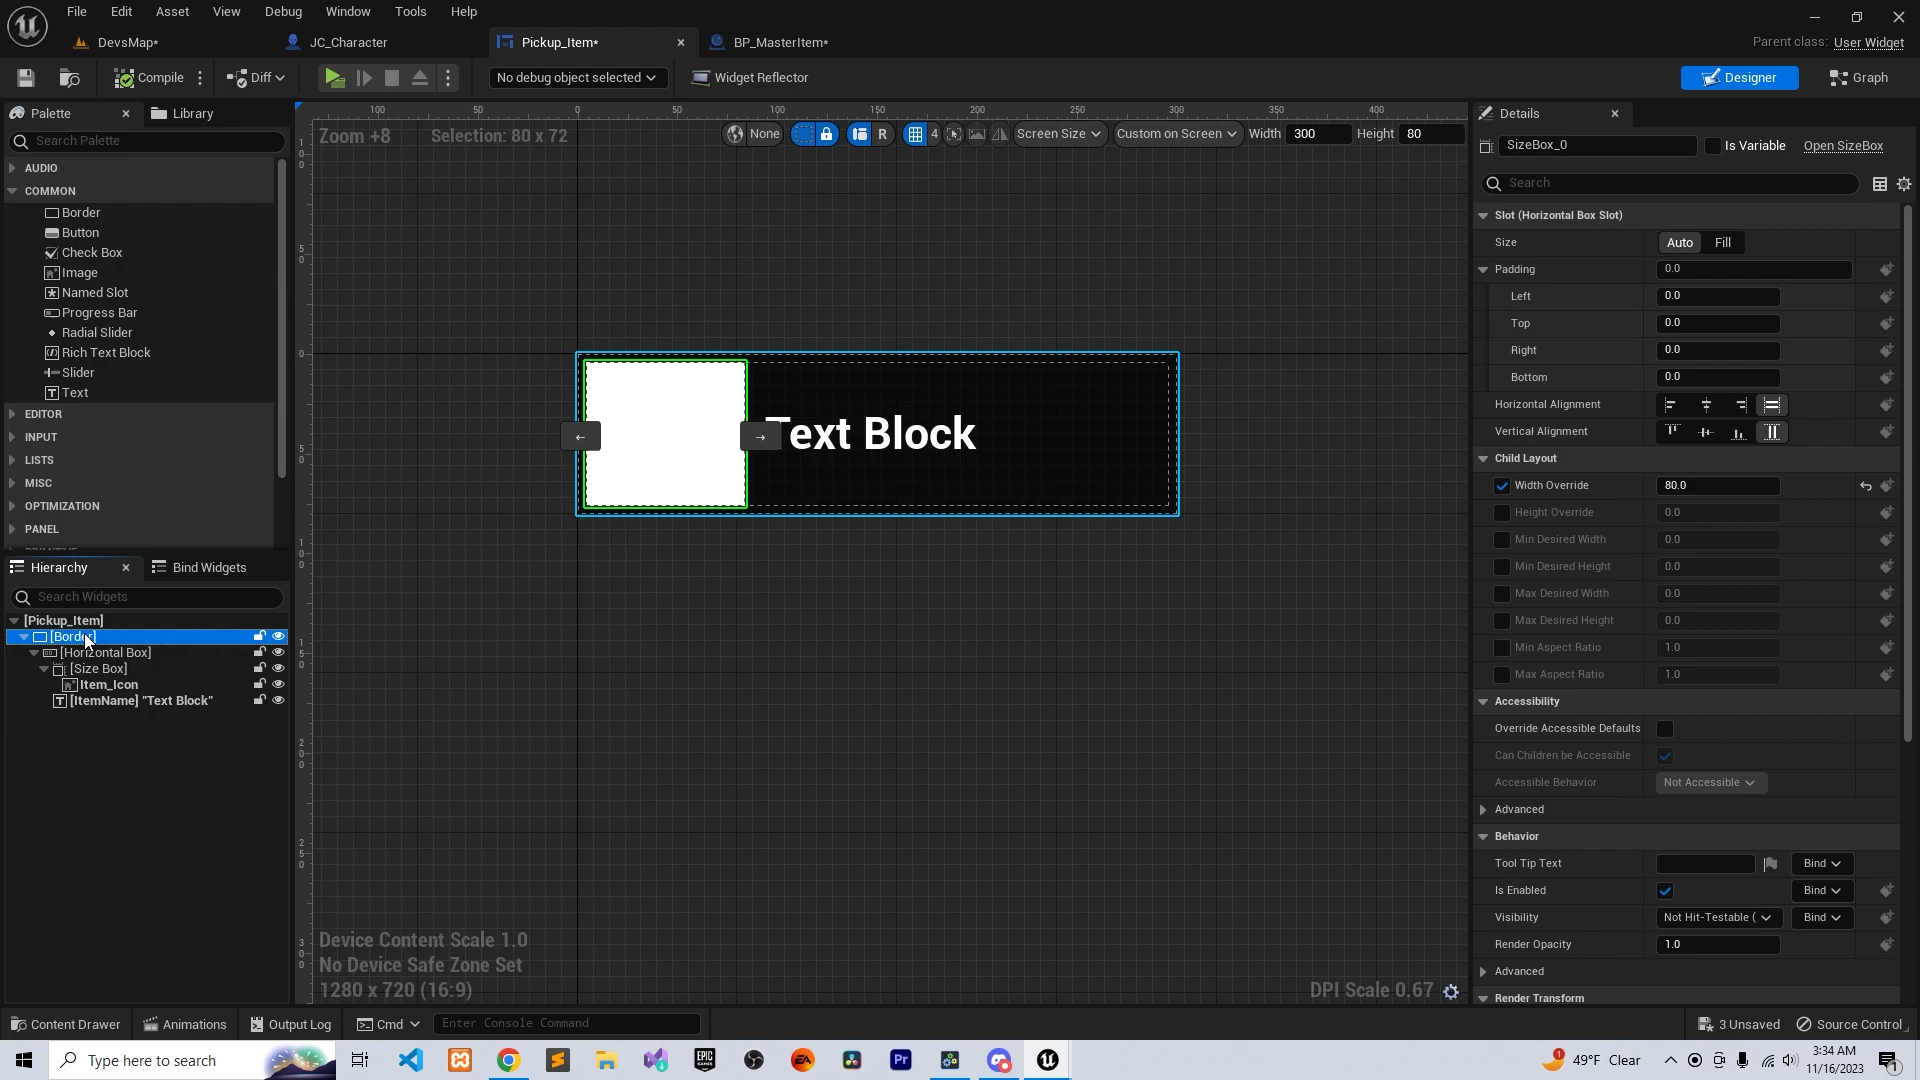 File Edit Asset View Debug Window Tools Help
DevsMap* JC_Character Pickup_Item* BP_MasterItem* Parent class: User Widget
Compile Diff No debug object selected Widget Reflector Designer Graph
Palette Library
Search Palette
AUDIO
COMMON
Border
Button
Check Box
Image
Named Slot
Progress Bar
Radial Slider
Rich Text Block
Slider
Text
EDITOR
INPUT
LISTS
MISC
OPTIMIZATION
PANEL
Hierarchy Bind Widgets
Search Widgets
[Pickup_Item]
[Border]
[Horizontal Box]
[Size Box]
Item_Icon
[ItemName] "Text Block"
100 50 0 50 100 150 200 250 300 350 400
Zoom +8 Selection: 80 x 72 None R 4 Screen Size Custom on Screen Width 300 Height 80
Text Block
Device Content Scale 1.0
No Device Safe Zone Set
1280 x 720 (16:9) DPI Scale 0.67
Details
SizeBox_0 Is Variable Open SizeBox
Search
Slot (Horizontal Box Slot)
Size Auto Fill
Padding 0.0
Left 0.0
Top 0.0
Right 0.0
Bottom 0.0
Horizontal Alignment
Vertical Alignment
Child Layout
Width Override 80.0
Height Override 0.0
Min Desired Width 0.0
Min Desired Height 0.0
Max Desired Width 0.0
Max Desired Height 0.0
Min Aspect Ratio 1.0
Max Aspect Ratio 1.0
Accessibility
Override Accessible Defaults
Can Children be Accessible
Accessible Behavior Not Accessible
Advanced
Behavior
Tool Tip Text Bind
Is Enabled Bind
Visibility Not Hit-Testable ( Bind
Render Opacity 1.0
Advanced
Render Transform
Content Drawer Animations Output Log Cmd Enter Console Command 3 Unsaved Source Control
Type here to search 49°F Clear 3:34 AM
11/16/2023